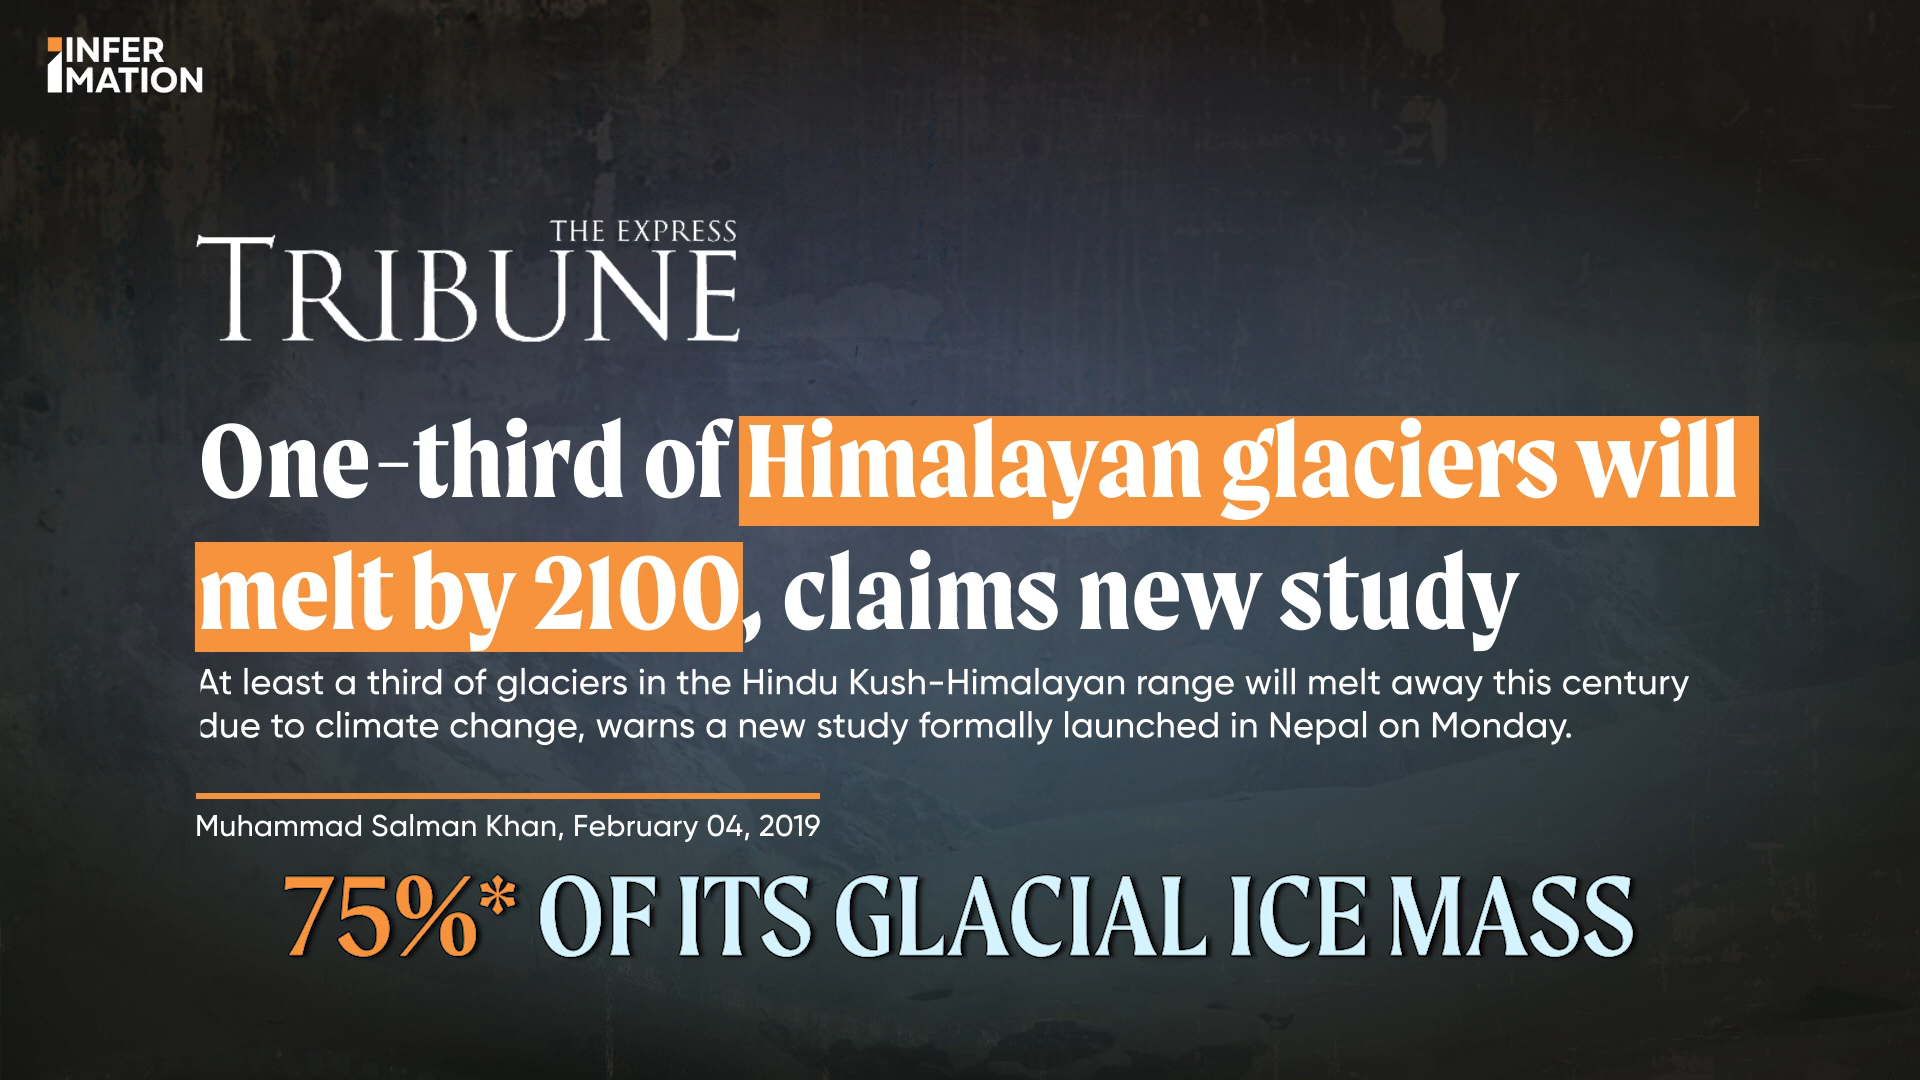 INFER
MATION
THE EXPRESS
TRIBUNE
One-third of Himalayan glaciers will
melt by 2100, claims new study
At least a third of glaciers in the Hindu Kush-Himalayan range will melt away this century
due to climate change, warns a new study formally launched in Nepal on Monday.
Muhammad Salman Khan, February 04, 2019
75%* OF ITS GLACIAL ICE MASS